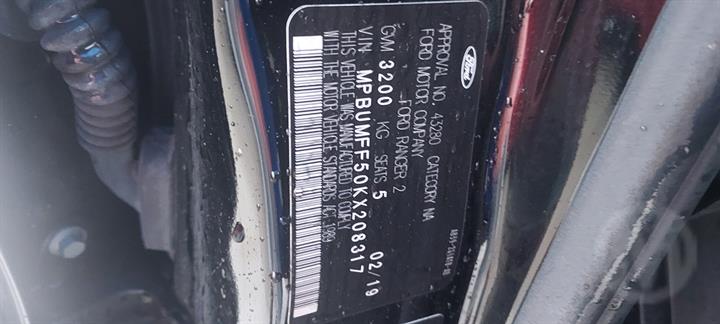 Ford
APPROVAL NO. 43280 CATEGORY NA
FORD MOTOR COMPANY
FORD RANGER 2
GVM 3200 KG SEATS 5 02/19
VIN MPBUMFF50KX208317
THIS VEHICLE WAS MANUFACTURED TO COMPLY
WITH THE MOTOR VEHICLE STANDARDS ACT 1989